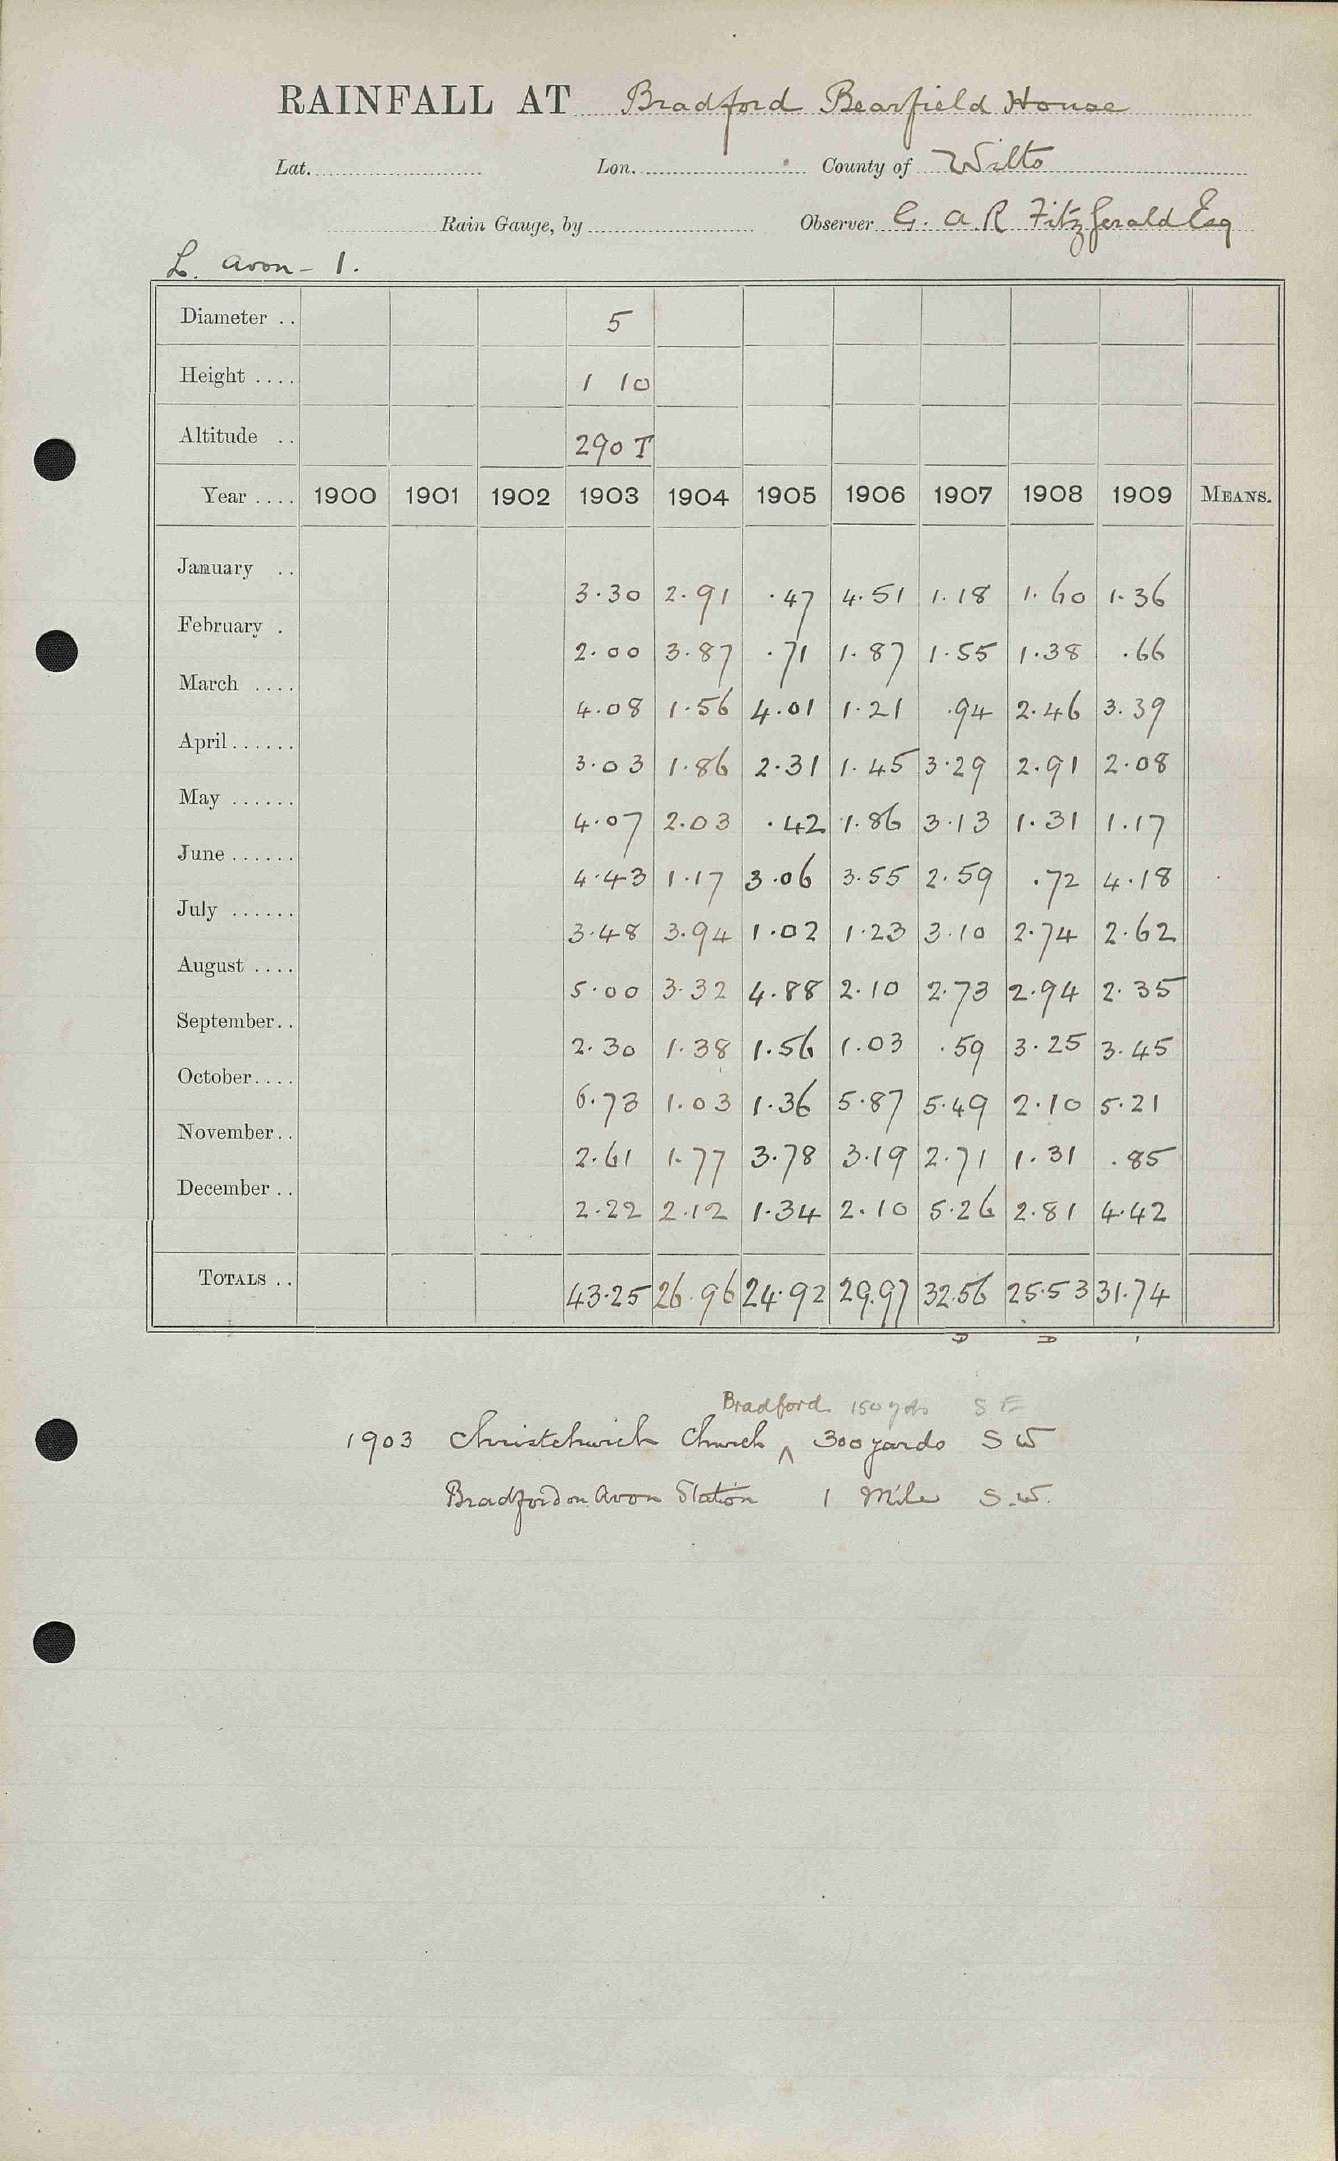 RAINFALL AT Bradford Bearfield House
Lat. Lon. County of Wilts
Rain Gauge, by Observer G. A. R FitzGerald Esq
L. Avon - 1.
Diameter .. 5
Height .... 1 10
Altitude .. 290 T
Year .... 1900 1901 1902 1903 1904 1905 1906 1907 1908 1909 MEANS.
January .. 3.30 2.91 .47 4.51 1.18 1.60 1.36
February . 2.00 3.87 .71 1.87 1.55 1.38 .66
March .... 4.08 1.56 4.01 1.21 .94 2.46 3.39
April ...... 3.03 1.86 2.31 1.45 3.29 2.91 2.08
May ...... 4.07 2.03 .42 1.86 3.13 1.31 1.17
June ...... 4.43 1.17 3.06 3.55 2.59 .72 4.18
July ...... 3.48 3.94 1.02 1.23 3.10 2.74 2.62
August .... 5.00 3.32 4.88 2.10 2.73 2.94 2.35
September.. 2.30 1.38 1.56 1.03 .59 3.25 3.45
October.... 6.73 1.03 1.36 5.87 5.49 2.10 5.21
November.. 2.61 1.77 3.78 3.19 2.71 1.31 .85
December .. 2.22 2.12 1.34 2.10 5.26 2.81 4.42
TOTALS .. 43.25 26.96 24.92 29.97 32.56 25.53 31.74
Bradford 150 yds S E
1903 Christchurch Church ^ 300 yards S W
Bradford on Avon Station 1 Mile S.W.